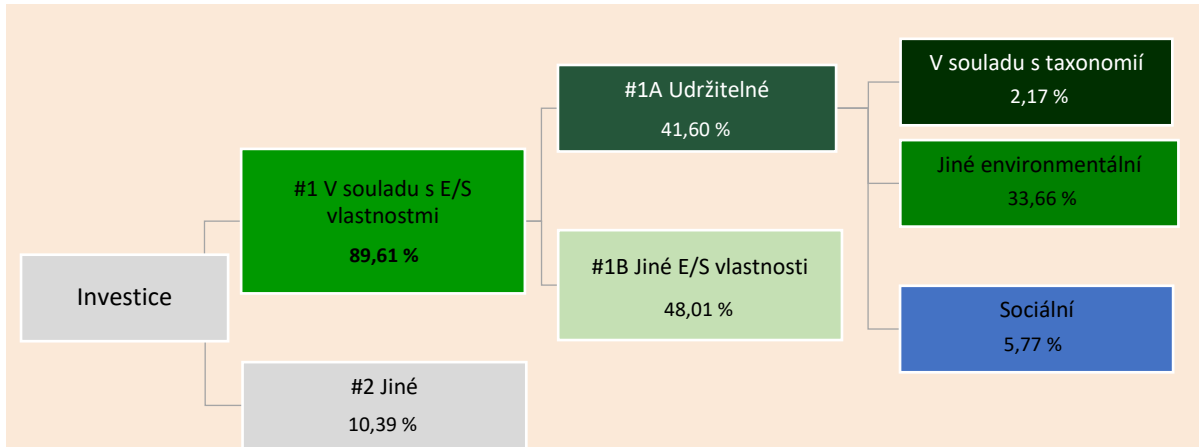 Investice
#1 V souladu s E/S
vlastnostmi
89,61 %
#2 Jiné
10,39 %
#1A Udržitelné
41,60 %
#1B Jiné E/S vlastnosti
48,01 %
V souladu s taxonomií
2,17 %
Jiné environmentální
33,66 %
Sociální
5,77 %